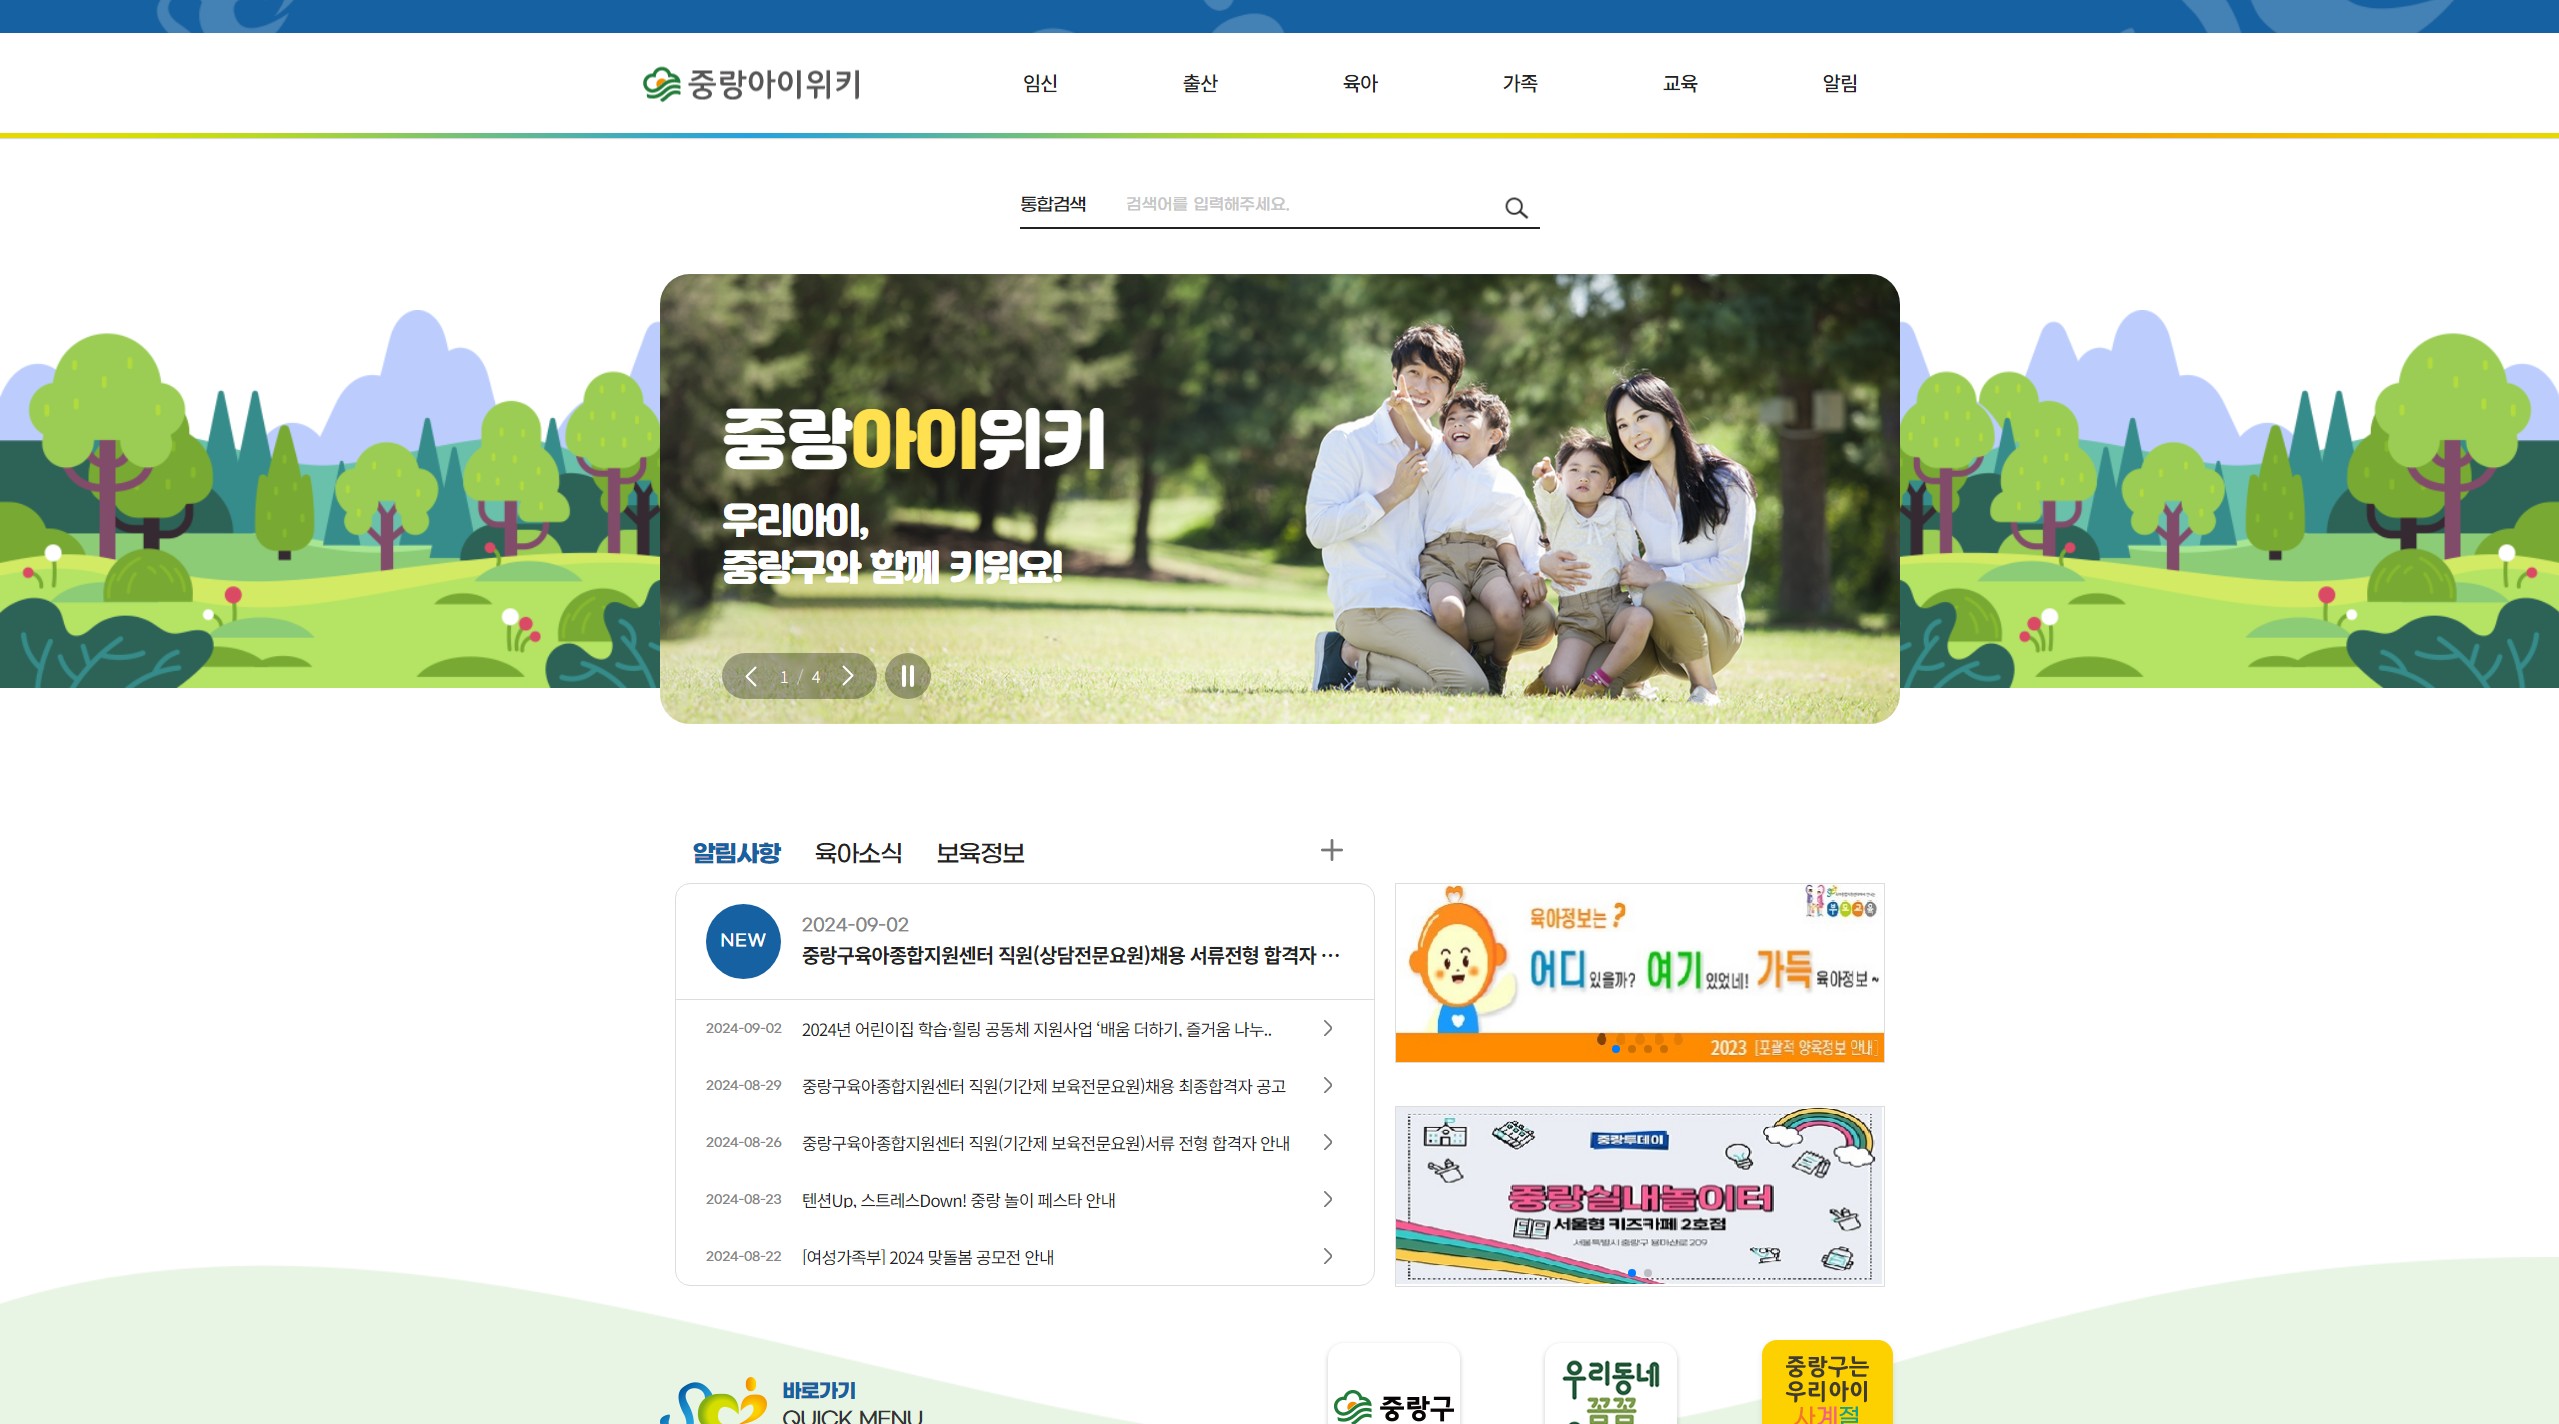 중랑아이위키
임신
출산
육아
가족
교육
알림
통합검색
검색어를 입력해주세요.
중랑아이위키
우리아이,
중랑구와 함께 키워요!
1 / 4
알림사항
육아소식
보육정보
NEW
2024-09-02
중랑구육아종합지원센터 직원(상담전문요원)채용 서류전형 합격자 ···
2024-09-02 2024년 어린이집 학습·힐링 공동체 지원사업 ‘배움 더하기, 즐거움 나누..
2024-08-29 중랑구육아종합지원센터 직원(기간제 보육전문요원)채용 최종합격자 공고
2024-08-26 중랑구육아종합지원센터 직원(기간제 보육전문요원)서류 전형 합격자 안내
2024-08-23 텐션Up, 스트레스Down! 중랑 놀이 페스타 안내
2024-08-22 [여성가족부] 2024 맞돌봄 공모전 안내
부모교육
육아정보는?
어디 있을까? 여기 있었네! 가득 육아정보~
2023 [포괄적 양육정보 안내]
중랑투데이
중랑실내놀이터
서울형 키즈카페 2호점
서울특별시 중랑구 용마산로 209
바로가기
QUICK MENU
중랑구
우리동네
꼼꼼
중랑구는
우리아이
사계절